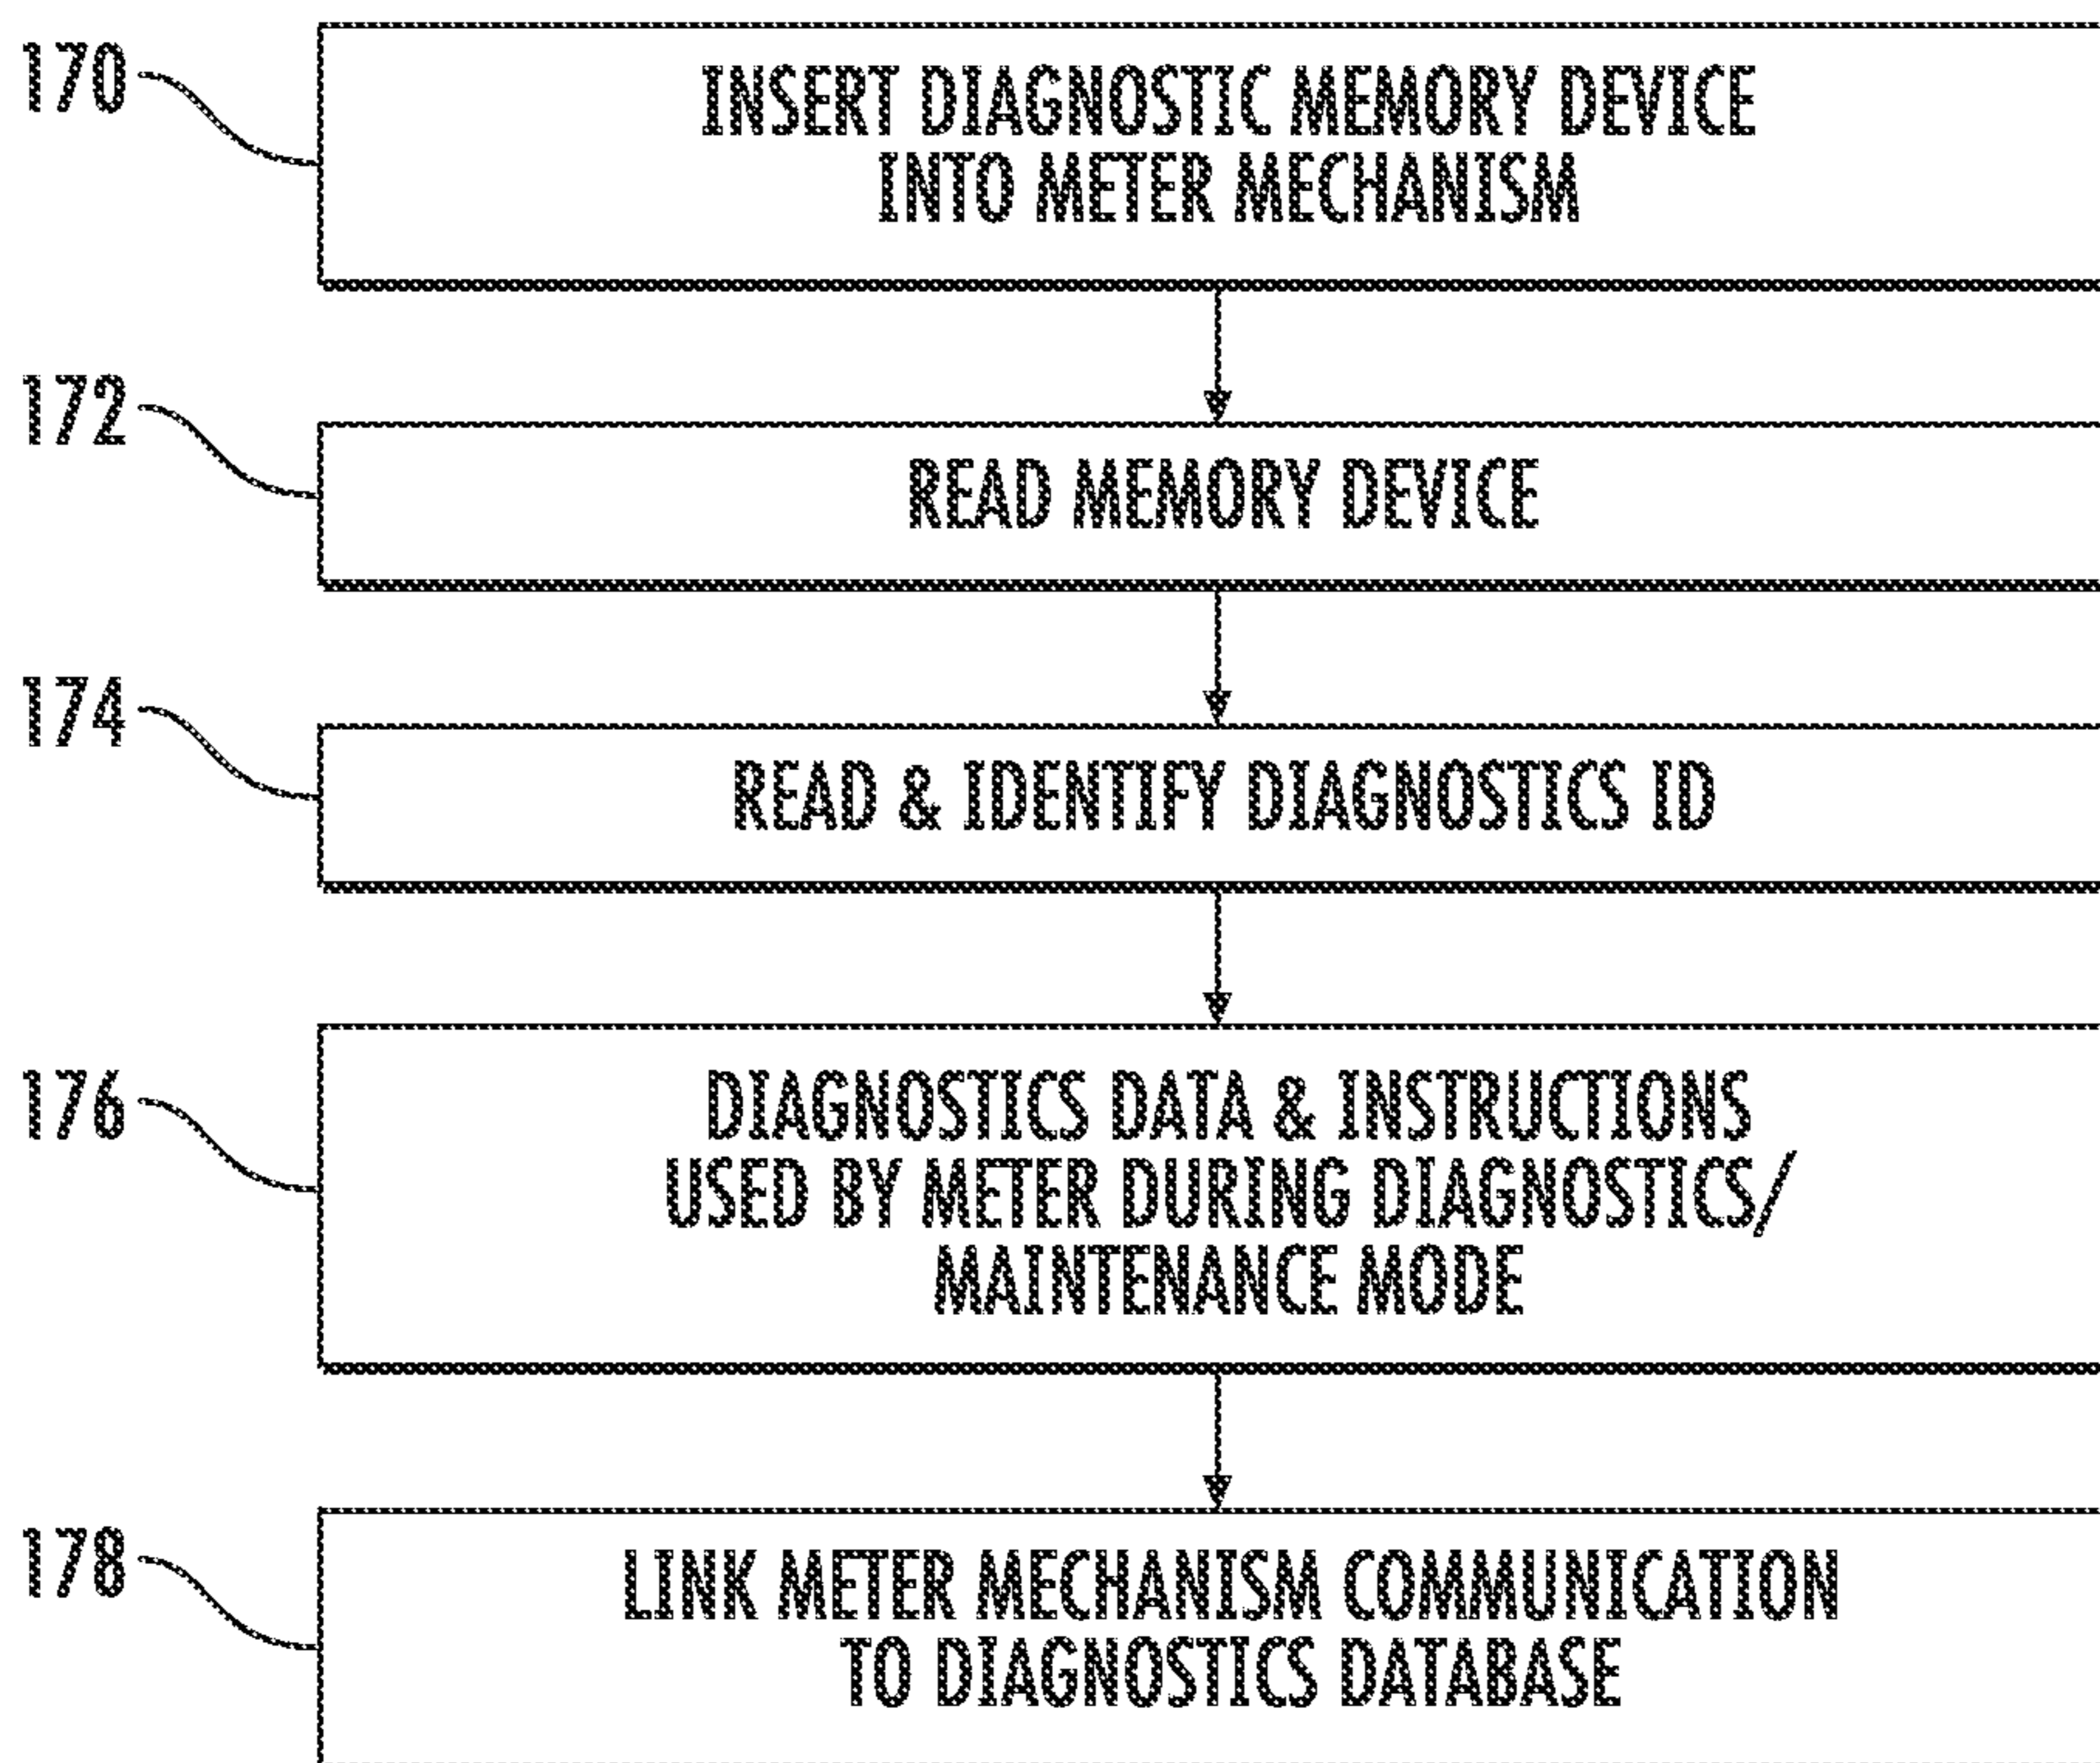 170
INSERT DIAGNOSTIC MEMORY DEVICE
INTO METER MECHANISM
172
READ MEMORY DEVICE
174
READ & IDENTIFY DIAGNOSTICS ID
176
DIAGNOSTICS DATA & INSTRUCTIONS
USED BY METER DURING DIAGNOSTICS/
MAINTENANCE MODE
178
LINK METER MECHANISM COMMUNICATION
TO DIAGNOSTICS DATABASE